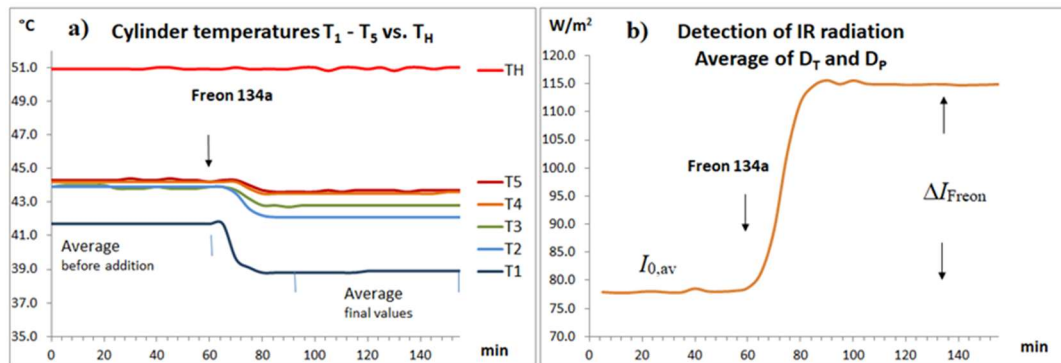 °C
a) Cylinder temperatures T1 - T5 vs. TH
51.0
49.0
47.0
45.0
43.0
41.0
39.0
37.0
35.0
TH
Freon 134a
T5
T4
T3
T2
T1
Average
before addition
Average
final values
0 20 40 60 80 100 120 140
min
W/m²
b) Detection of IR radiation
Average of DT and DP
120.0
115.0
110.0
105.0
100.0
95.0
90.0
85.0
80.0
75.0
70.0
Freon 134a
ΔIFreon
I0,av
0 20 40 60 80 100 120 140
min